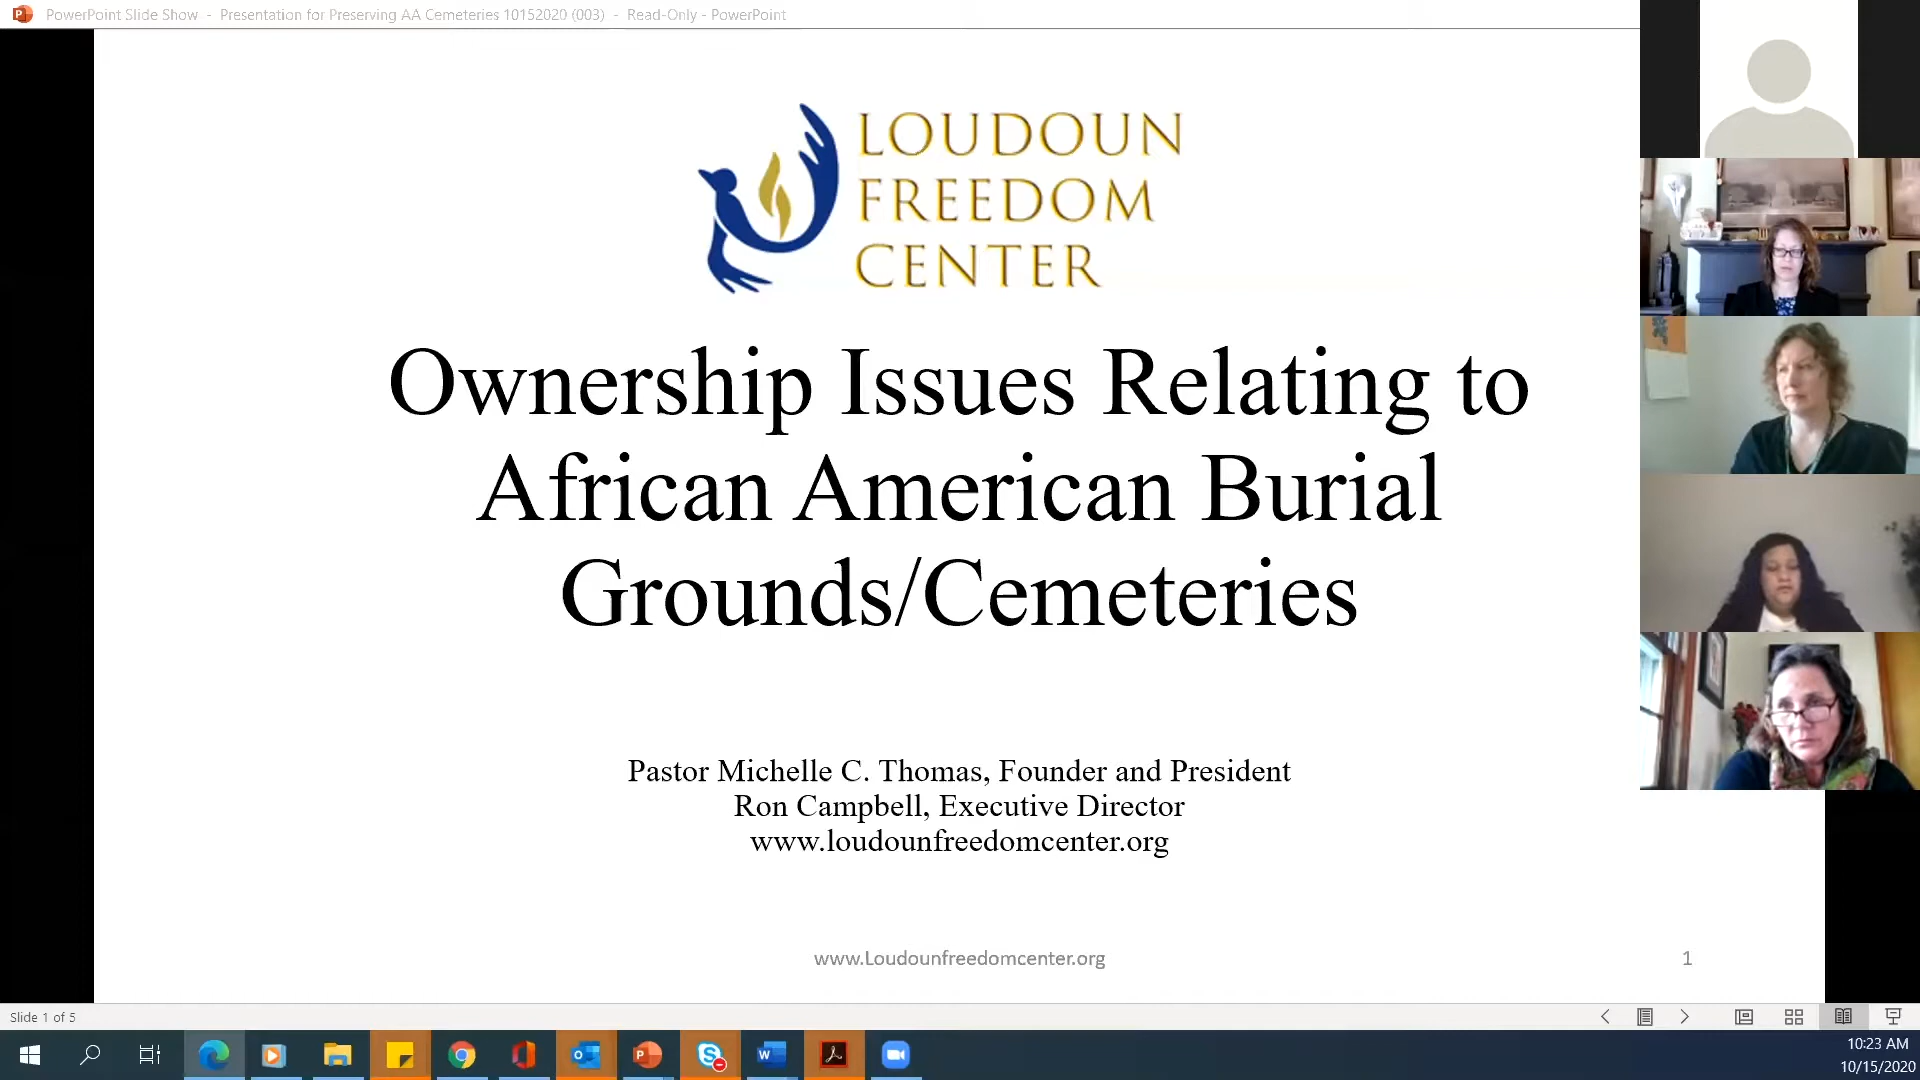 PowerPoint Slide Show - Presentation for Preserving AA Cemeteries 10152020 (003) - Read-Only - PowerPoint
LOUDOUN
FREEDOM
CENTER
Ownership Issues Relating to
African American Burial
Grounds/Cemeteries
Pastor Michelle C. Thomas, Founder and President
Ron Campbell, Executive Director
www.loudounfreedomcenter.org
www.Loudounfreedomcenter.org
1
Slide 1 of 5
10:23 AM
10/15/2020